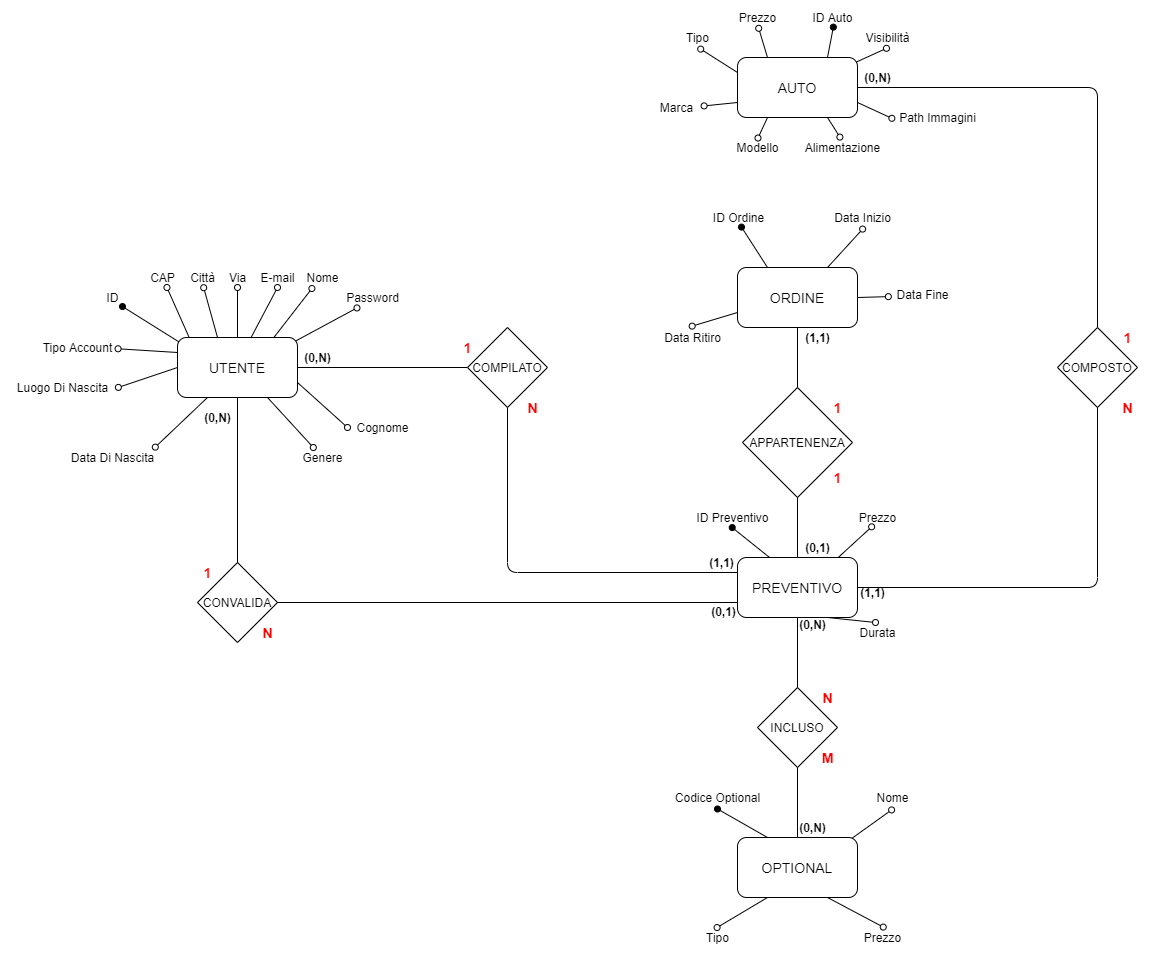 Prezzo
ID Auto
Tipo
Visibilità
(0,N)
AUTO
Marca
Path Immagini
Modello
Alimentazione
ID Ordine
Data Inizio
ORDINE
Data Fine
Data Ritiro
(1,1)
CAP
Città
Via
E-mail
Nome
ID
Password
Tipo Account
1
(0,N)
UTENTE
COMPILATO
Luogo Di Nascita
N
(0,N)
Cognome
Data Di Nascita
Genere
1
COMPOSTO
N
1
APPARTENENZA
1
ID Preventivo
Prezzo
(0,1)
(1,1)
PREVENTIVO
(1,1)
1
CONVALIDA
(0,1)
(0,N)
Durata
N
N
INCLUSO
M
Codice Optional
Nome
(0,N)
OPTIONAL
Tipo
Prezzo